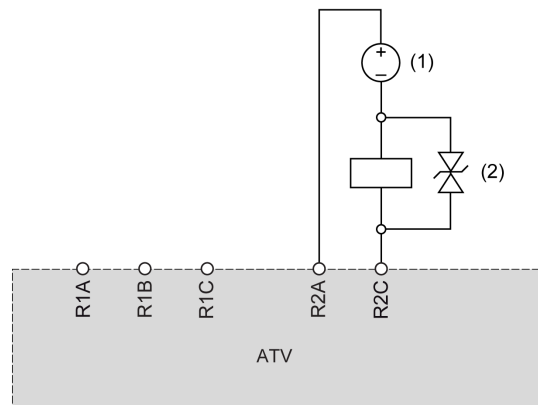 +
(1)
–
(2)
R1A
R1B
R1C
R2A
R2C
ATV